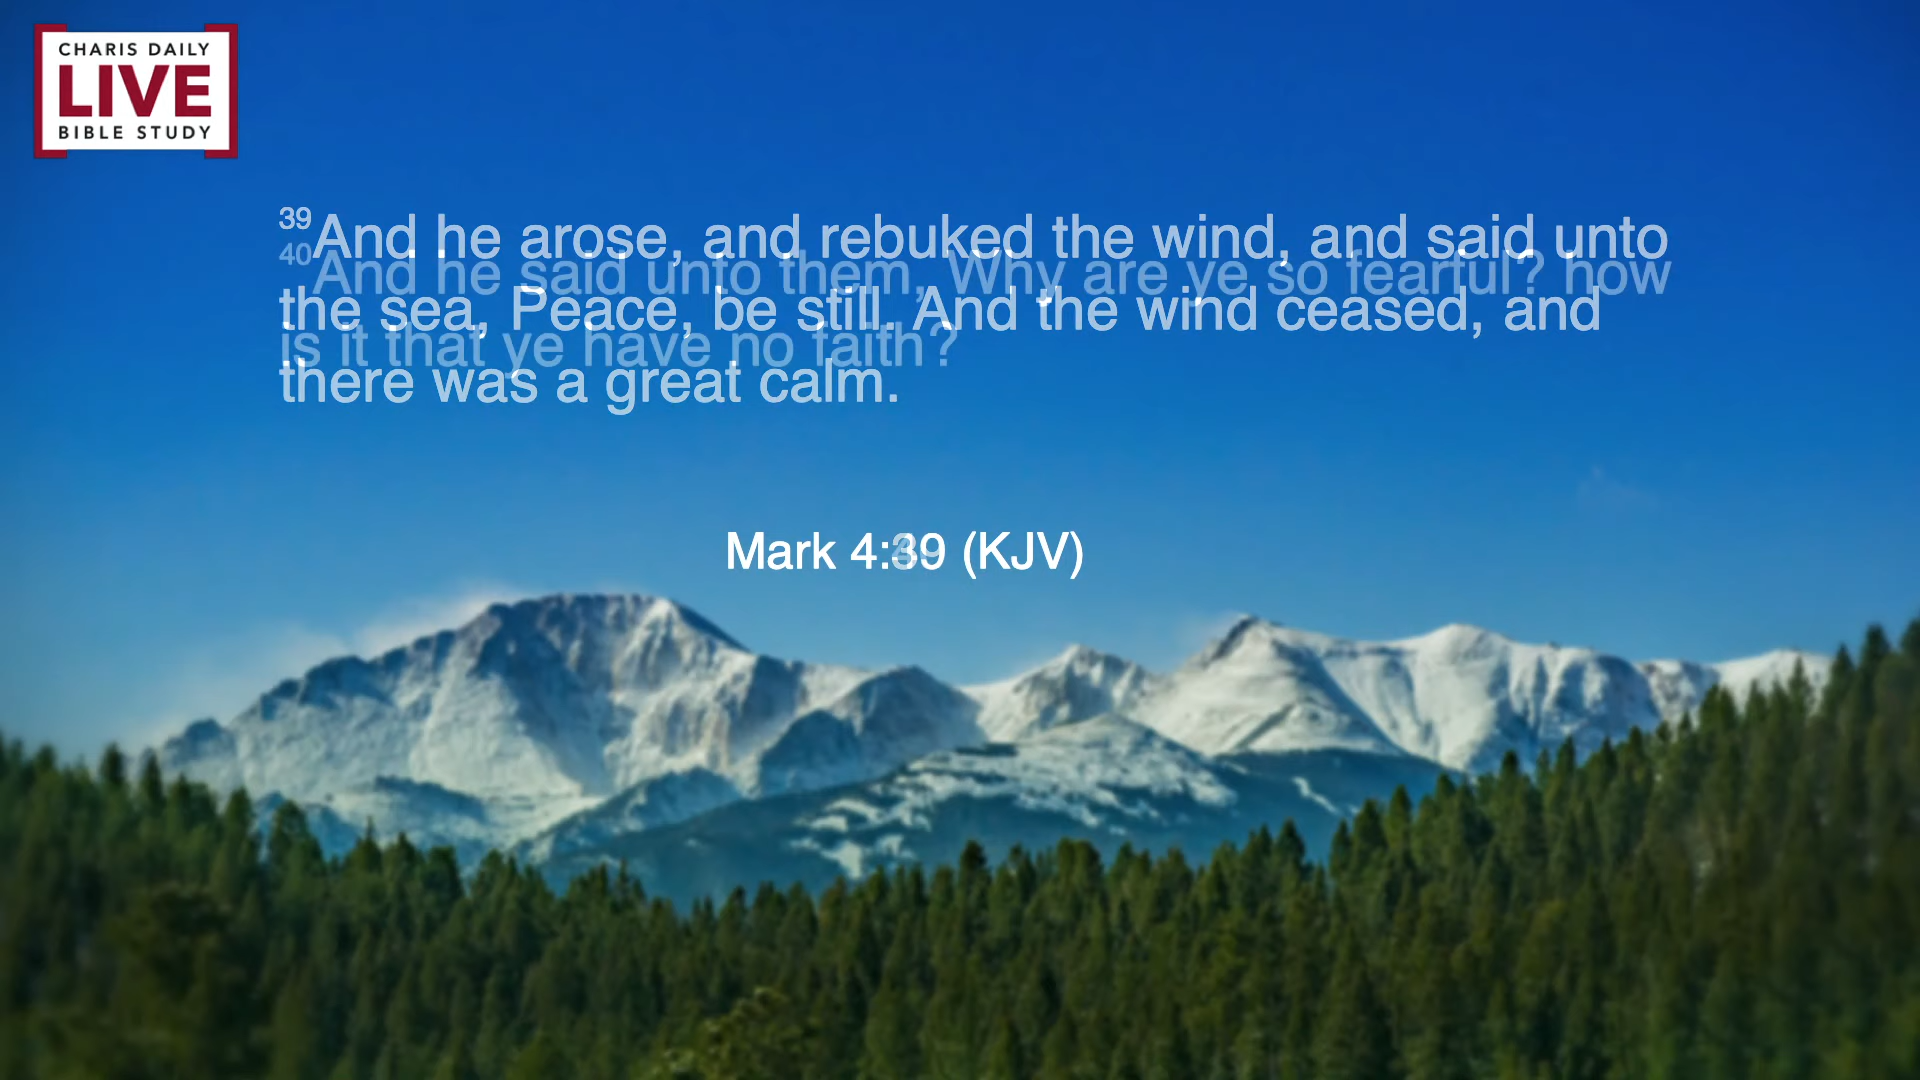 CHARIS DAILY
LIVE
BIBLE STUDY
39And he arose, and rebuked the wind, and said unto
the sea, Peace, be still. And the wind ceased, and
there was a great calm.
40And he said unto them, Why are ye so fearful? how
is it that ye have no faith?
Mark 4:39 (KJV)